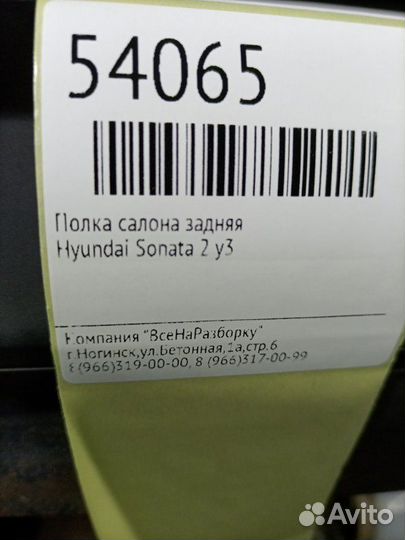 54065
Полка салона задняя
Hyundai Sonata 2 у3
Компания "ВсеНаРазборку"
г.Ногинск,ул.Бетонная,1а,стр.6
8 (966)319-00-00, 8 (966)317-00-99
Avito